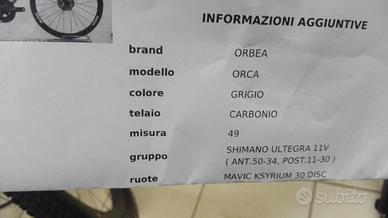 INFORMAZIONI AGGIUNTIVE
brand ORBEA
modello ORCA
colore GRIGIO
telaio CARBONIO
misura 49
gruppo SHIMANO ULTEGRA 11V
( ANT.50-34, POST.11-30 )
ruote MAVIC KSYRIUM 30 DISC
subito